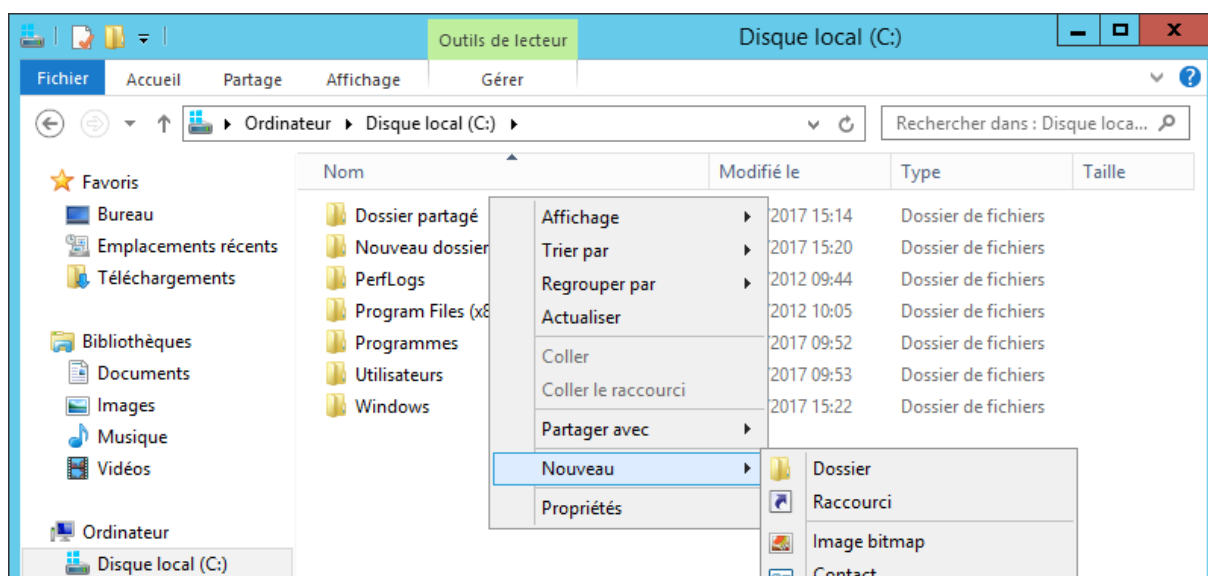 Outils de lecteur
Disque local (C:)
Fichier Accueil Partage Affichage Gérer
Ordinateur Disque local (C:)
Rechercher dans : Disque loca...
Nom Modifié le Type Taille
Favoris
Bureau
Emplacements récents
Téléchargements
Bibliothèques
Documents
Images
Musique
Vidéos
Ordinateur
Disque local (C:)
Dossier partagé /2017 15:14 Dossier de fichiers
Nouveau dossier /2017 15:20 Dossier de fichiers
PerfLogs /2012 09:44 Dossier de fichiers
Program Files (x8 /2012 10:05 Dossier de fichiers
Programmes /2017 09:52 Dossier de fichiers
Utilisateurs /2017 09:53 Dossier de fichiers
Windows /2017 15:22 Dossier de fichiers
Affichage
Trier par
Regrouper par
Actualiser
Coller
Coller le raccourci
Partager avec
Nouveau
Propriétés
Dossier
Raccourci
Image bitmap
Contact